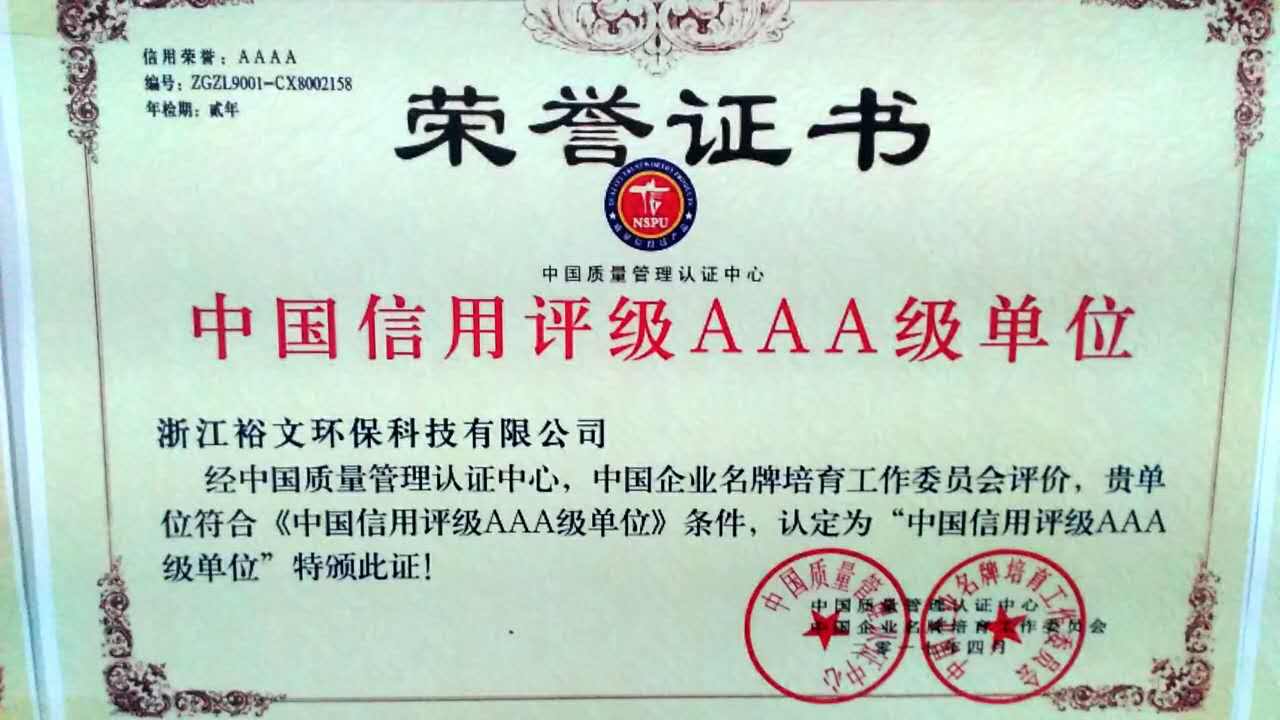 信用荣誉：AAAA
编号：ZGZL9001-CX8002158
年检期：贰年
荣誉证书
NSPU
中国质量管理认证中心
中国信用评级AAA级单位
浙江裕文环保科技有限公司
经中国质量管理认证中心，中国企业名牌培育工作委员会评价，贵单
位符合《中国信用评级AAA级单位》条件，认定为“中国信用评级AAA
级单位”特颁此证！
中国质量管理认证中心
中国企业名牌培育工作委员会
二零一七年四月
中国质量管理认证中心
中国企业名牌培育工作委员会